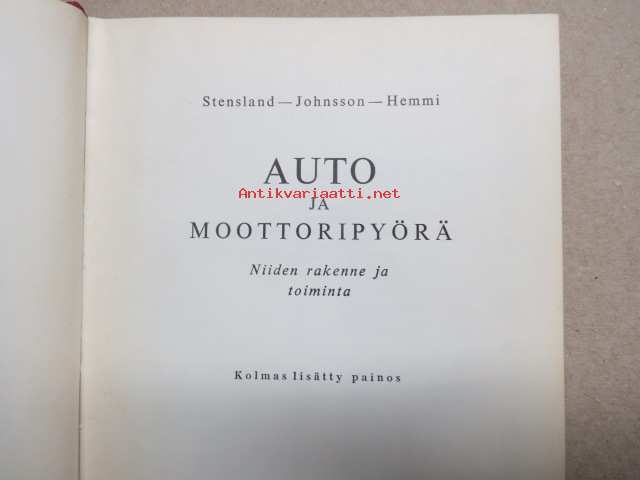 Stensland — Johnsson — Hemmi
AUTO
Antikvariaatti.net
JA
MOOTTORIPYÖRÄ
Niiden rakenne ja
toiminta
Kolmas lisätty painos